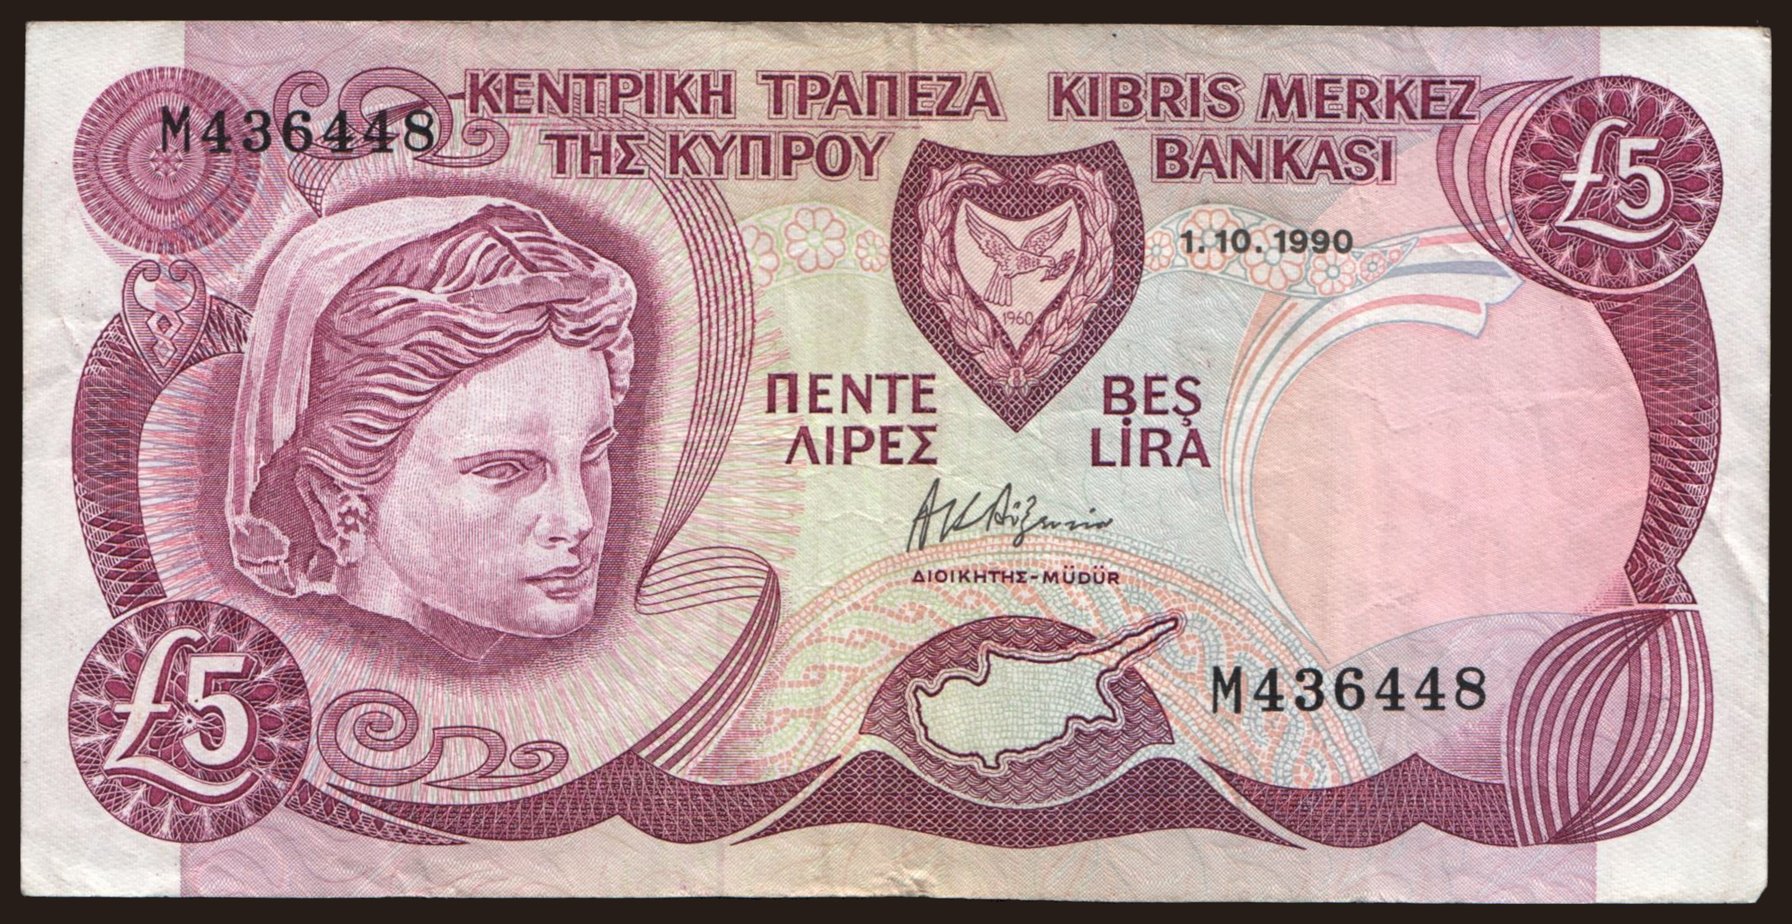 ΚΕΝΤΡΙΚΗ ΤΡΑΠΕΖΑ
ΤΗΣ ΚΥΠΡΟΥ
KIBRIS MERKEZ
BANKASI
M436448
£5
1.10.1990
1960
ΠΕΝΤΕ
ΛΙΡΕΣ
BEŞ
LİRA
ΔΙΟΙΚΗΤΗΣ-MÜDÜR
£5
M436448